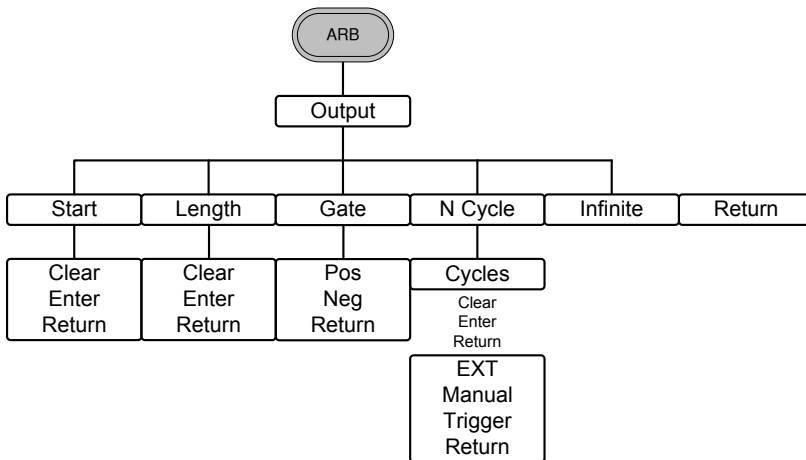 ARB
Output
Start
Length
Gate
N Cycle
Infinite
Return
Clear
Enter
Return
Clear
Enter
Return
Pos
Neg
Return
Cycles
Clear
Enter
Return
EXT
Manual
Trigger
Return